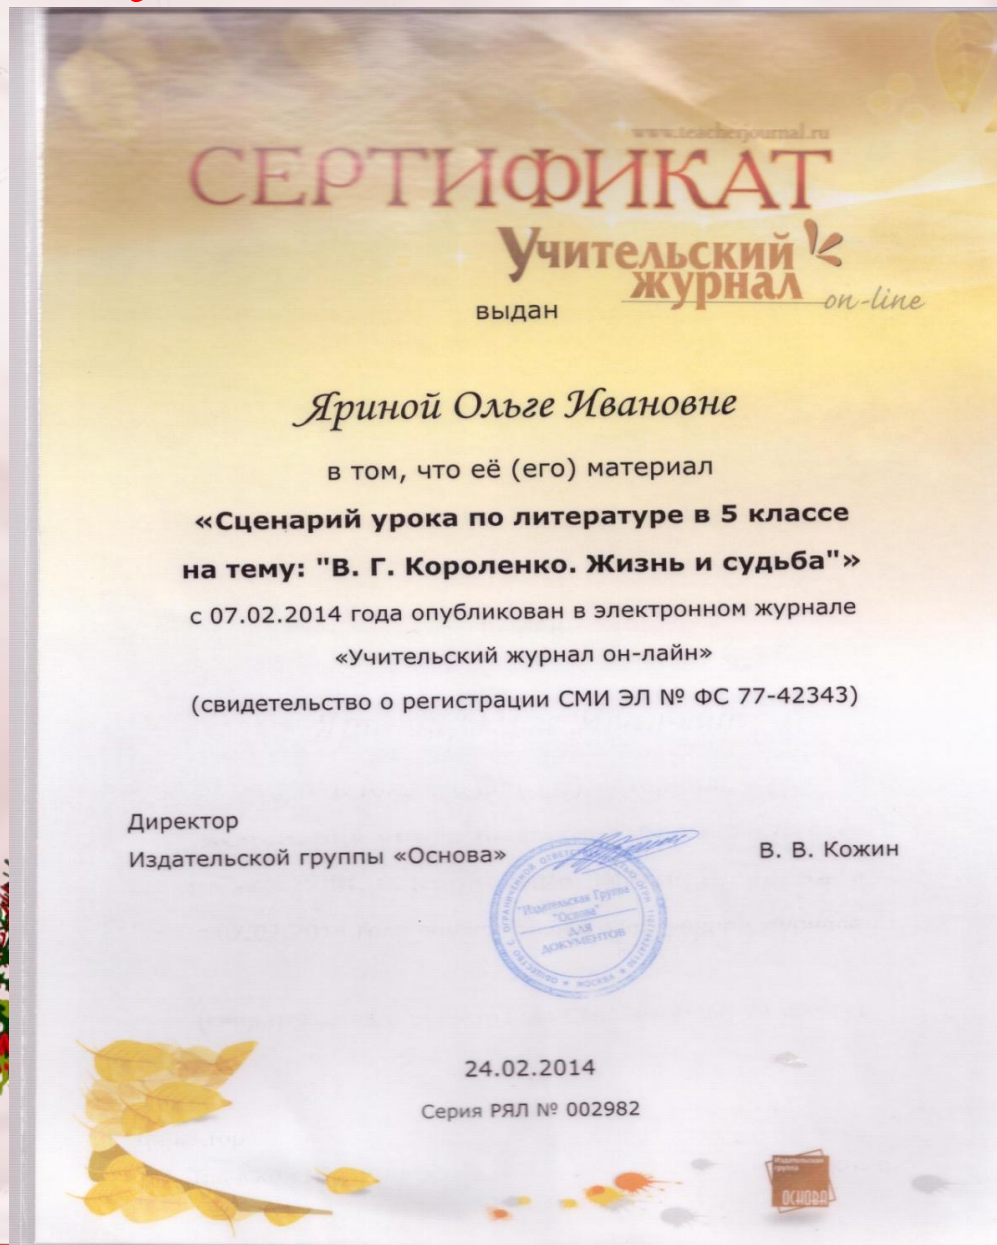 www.teacherjournal.ru
СЕРТИФИКАТ
Учительский
журнал
on-line
выдан
Яриной Ольге Ивановне
в том, что её (его) материал
«Сценарий урока по литературе в 5 классе
на тему: "В. Г. Короленко. Жизнь и судьба"»
с 07.02.2014 года опубликован в электронном журнале
«Учительский журнал он-лайн»
(свидетельство о регистрации СМИ ЭЛ № ФС 77-42343)
Директор
Издательской группы «Основа»
В. В. Кожин
"Издательская Группа
"Основа"
ДЛЯ
ДОКУМЕНТОВ
ОБЩЕСТВО С ОГРАНИЧЕННОЙ МОСКВА
24.02.2014
Серия РЯЛ № 002982
Издательская
группа
ОСНОВА